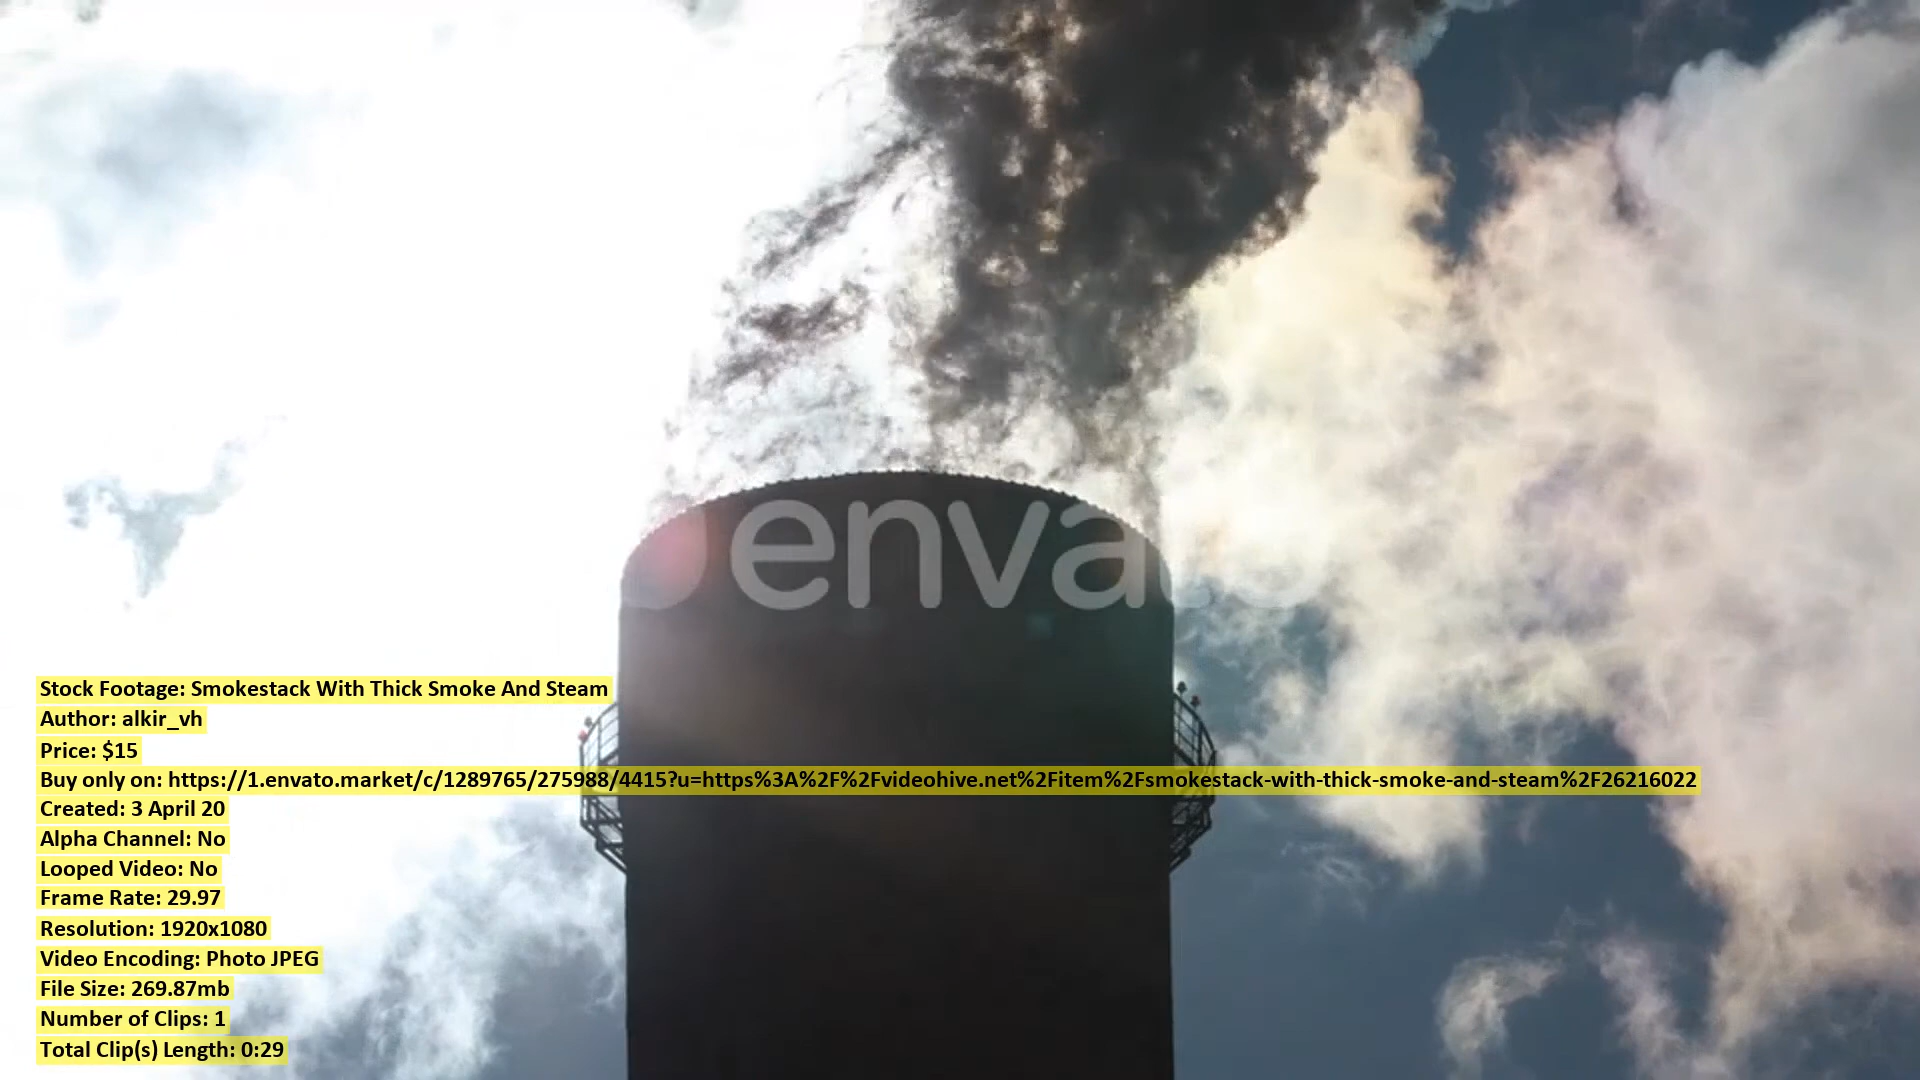 envato
Stock Footage: Smokestack With Thick Smoke And Steam
Author: alkir_vh
Price: $15
Buy only on: https://1.envato.market/c/1289765/275988/4415?u=https%3A%2F%2Fvideohive.net%2Fitem%2Fsmokestack-with-thick-smoke-and-steam%2F26216022
Created: 3 April 20
Alpha Channel: No
Looped Video: No
Frame Rate: 29.97
Resolution: 1920x1080
Video Encoding: Photo JPEG
File Size: 269.87mb
Number of Clips: 1
Total Clip(s) Length: 0:29